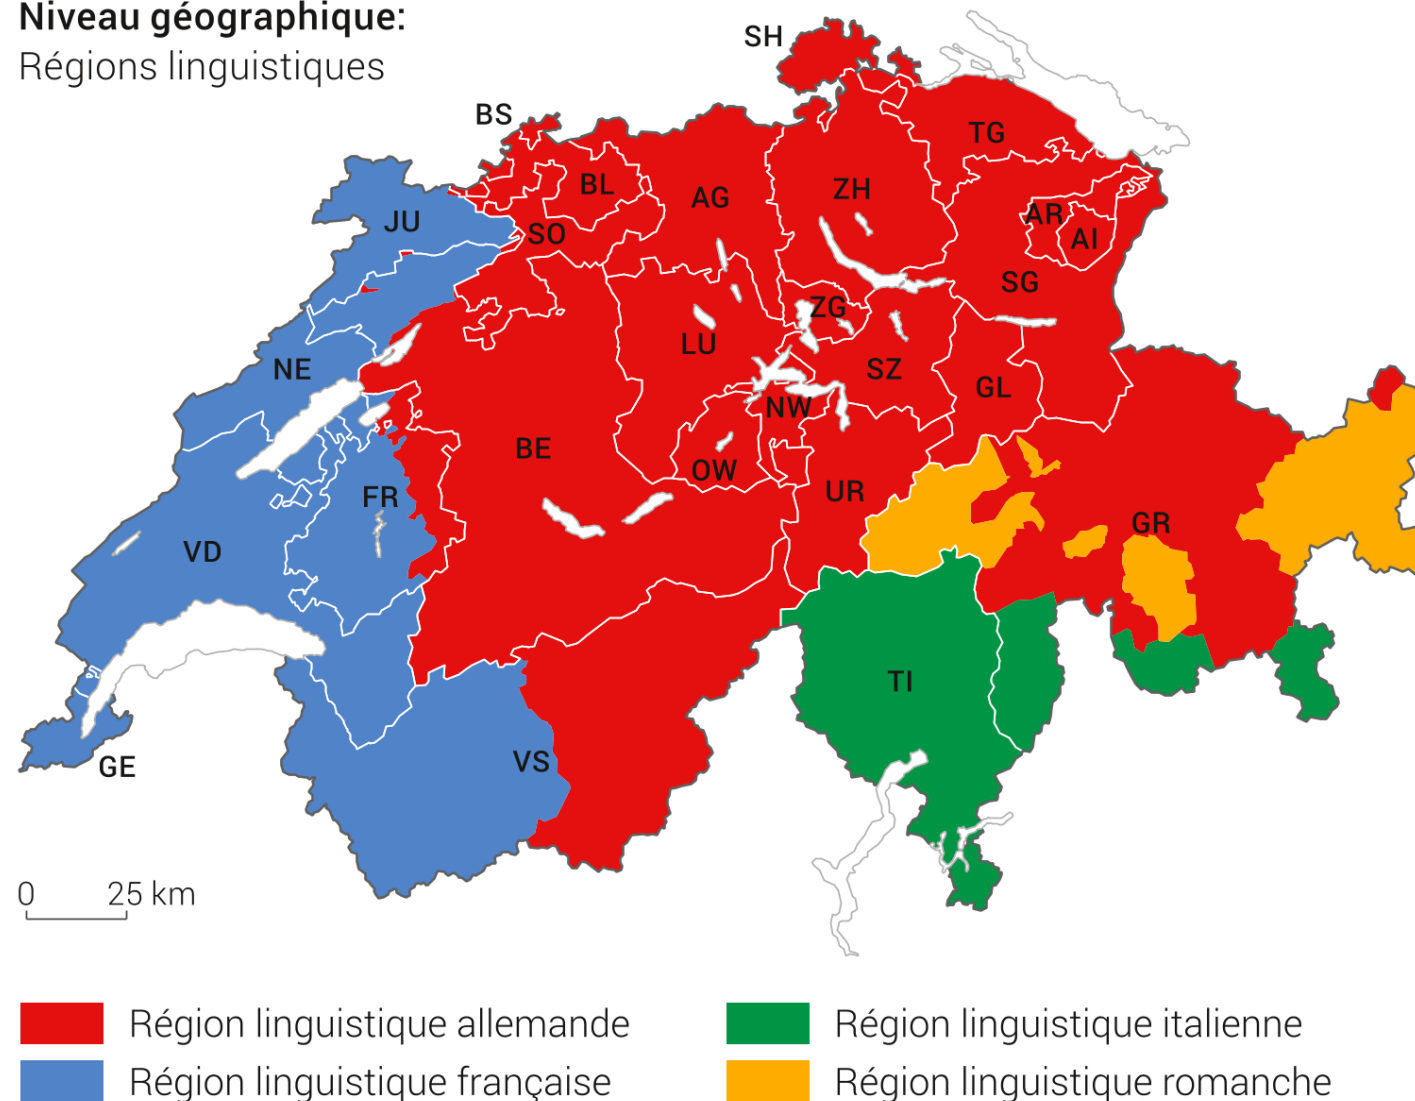 Niveau géographique:
Régions linguistiques
SH
BS
TG
BL
AG
ZH
JU
SO
AR
AI
SG
ZG
LU
NE
SZ
GL
NW
BE
OW
UR
FR
GR
VD
TI
VS
GE
0 25 km
Région linguistique allemande
Région linguistique italienne
Région linguistique française
Région linguistique romanche